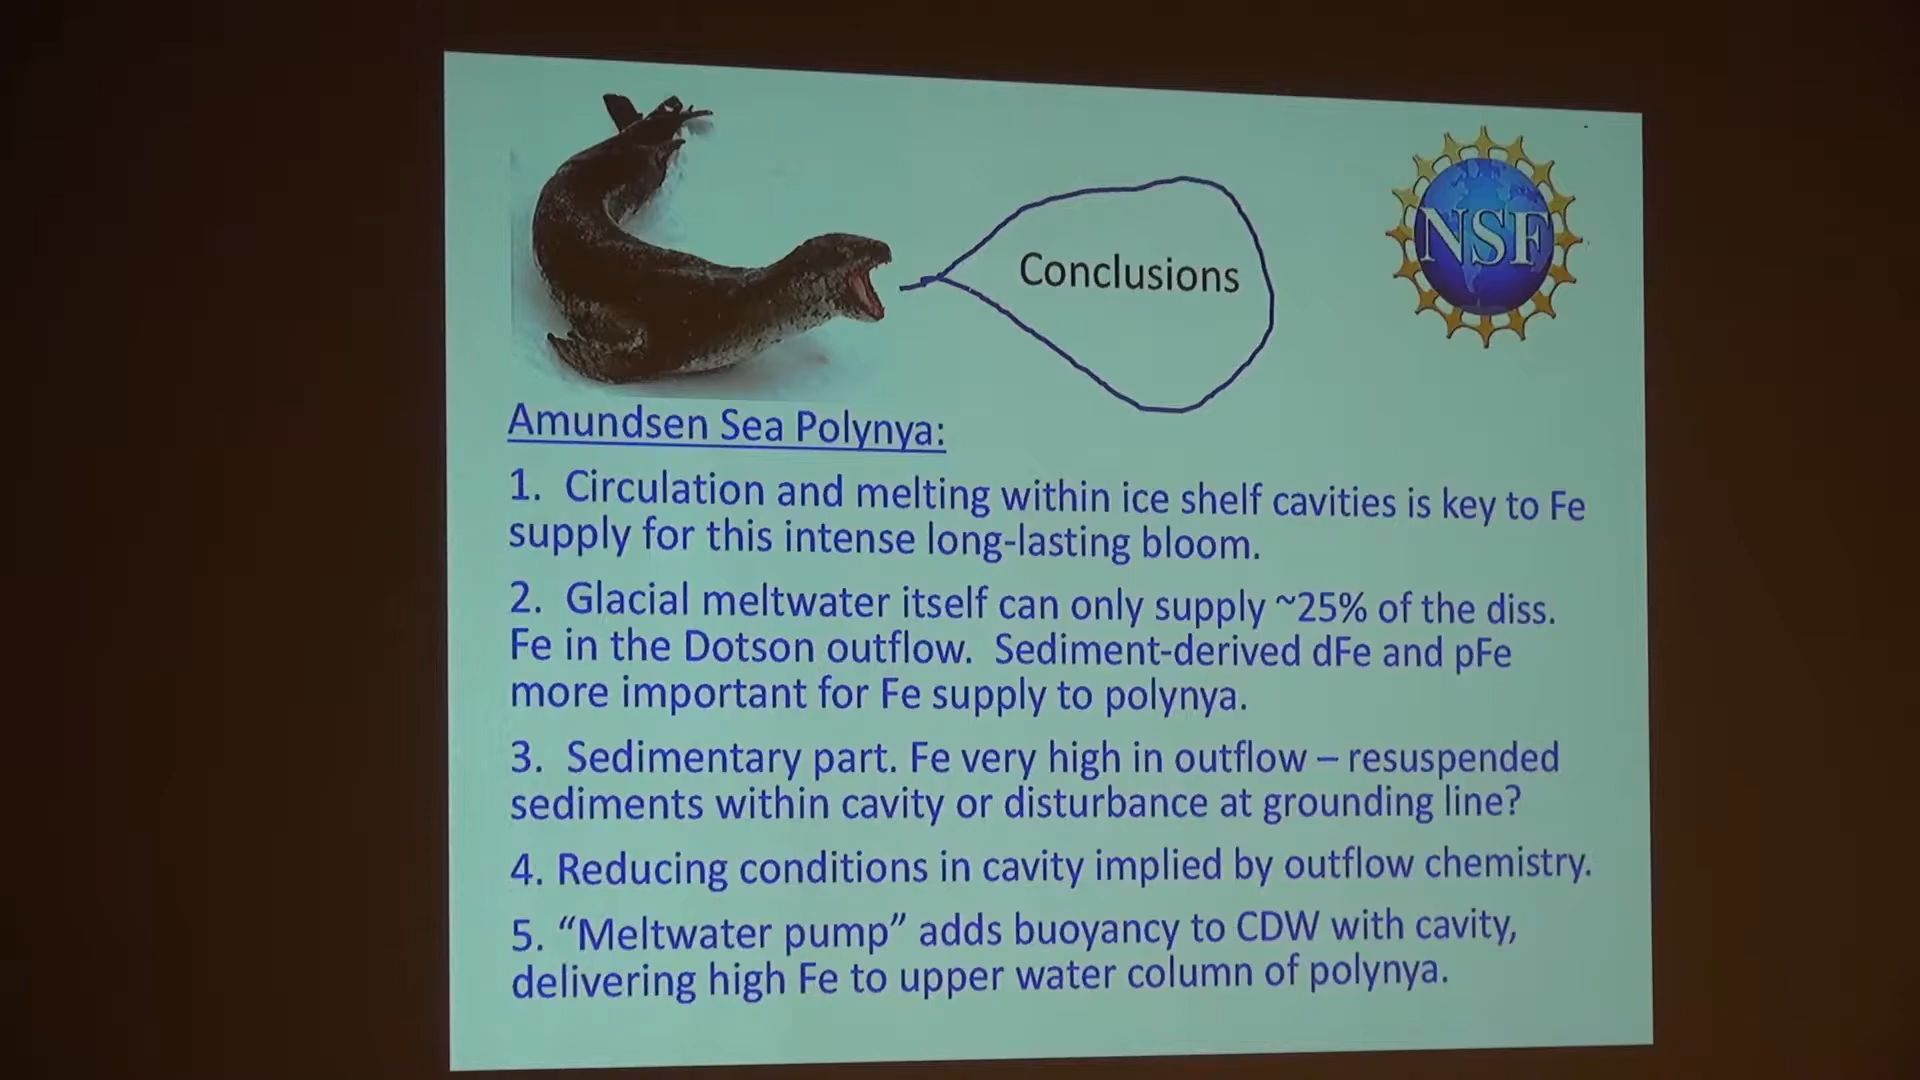 Conclusions
NSF
Amundsen Sea Polynya:
1. Circulation and melting within ice shelf cavities is key to Fe
supply for this intense long-lasting bloom.
2. Glacial meltwater itself can only supply ~25% of the diss.
Fe in the Dotson outflow. Sediment-derived dFe and pFe
more important for Fe supply to polynya.
3. Sedimentary part. Fe very high in outflow – resuspended
sediments within cavity or disturbance at grounding line?
4. Reducing conditions in cavity implied by outflow chemistry.
5. “Meltwater pump” adds buoyancy to CDW with cavity,
delivering high Fe to upper water column of polynya.